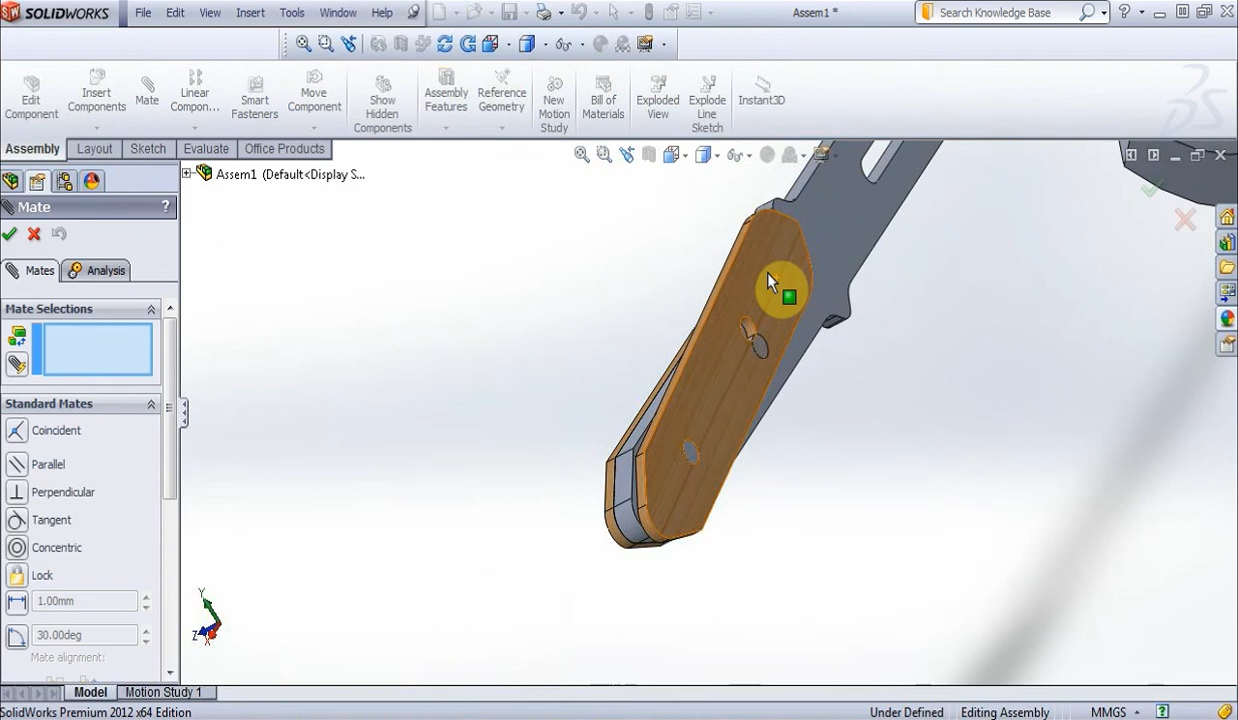 SOLIDWORKS
File Edit View Insert Tools Window Help
Assem1 *
Search Knowledge Base
?
Edit Component
Insert Components
Mate
Linear Compon...
Smart Fasteners
Move Component
Show Hidden Components
Assembly Features
Reference Geometry
New Motion Study
Bill of Materials
Exploded View
Explode Line Sketch
Instant3D
Assembly Layout Sketch Evaluate Office Products
Assem1 (Default<Display S...
Mate ?
Mates Analysis
Mate Selections
Standard Mates
Coincident
Parallel
Perpendicular
Tangent
Concentric
Lock
1.00mm
30.00deg
Mate alignment:
Y
Z
X
Model Motion Study 1
SolidWorks Premium 2012 x64 Edition
Under Defined Editing Assembly MMGS ?